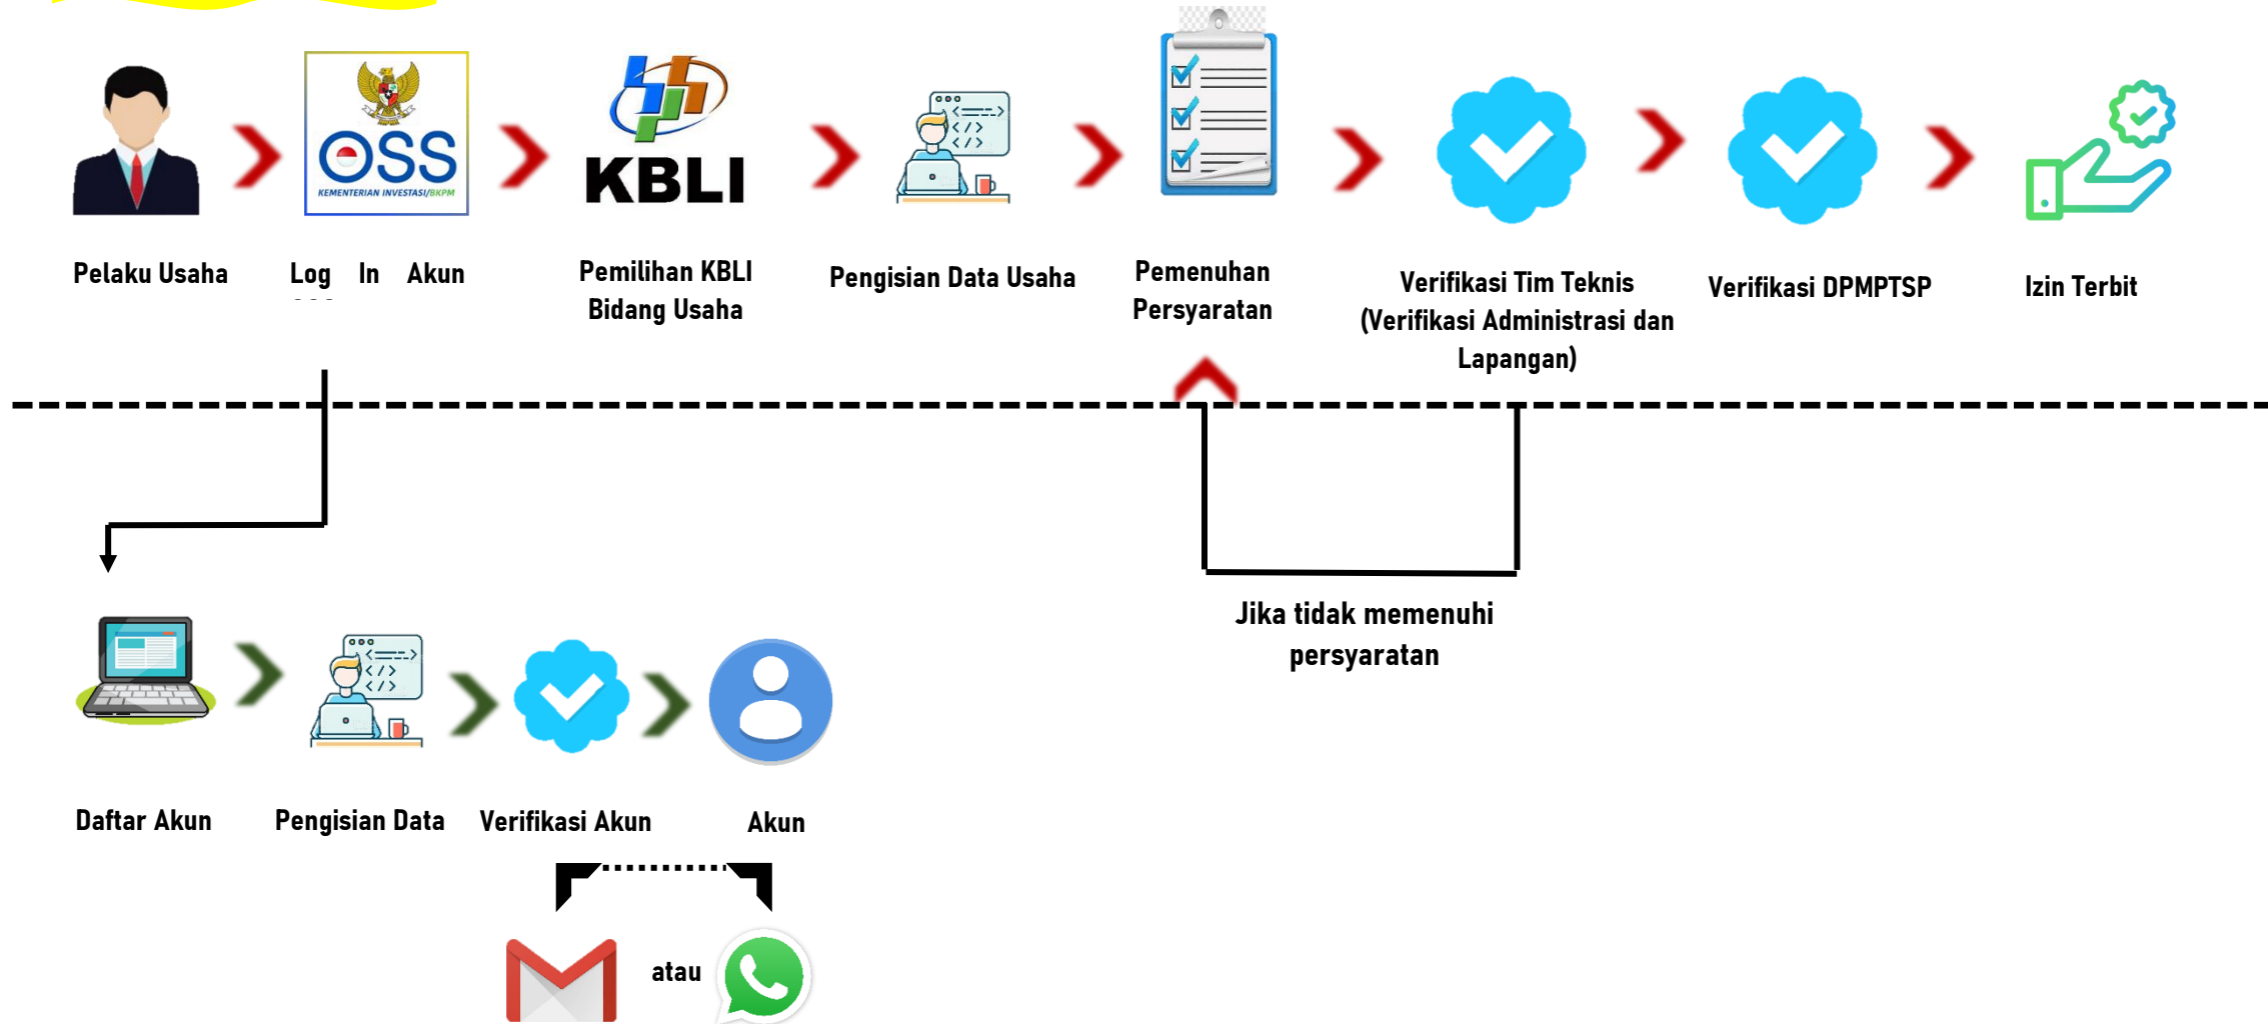 OSS
KEMENTERIAN INVESTASI/BKPM
KBLI
Pelaku Usaha
Log In Akun
Pemilihan KBLI
Bidang Usaha
Pengisian Data Usaha
Pemenuhan
Persyaratan
Verifikasi Tim Teknis
(Verifikasi Administrasi dan
Lapangan)
Verifikasi DPMPTSP
Izin Terbit
Jika tidak memenuhi
persyaratan
Daftar Akun
Pengisian Data
Verifikasi Akun
Akun
atau